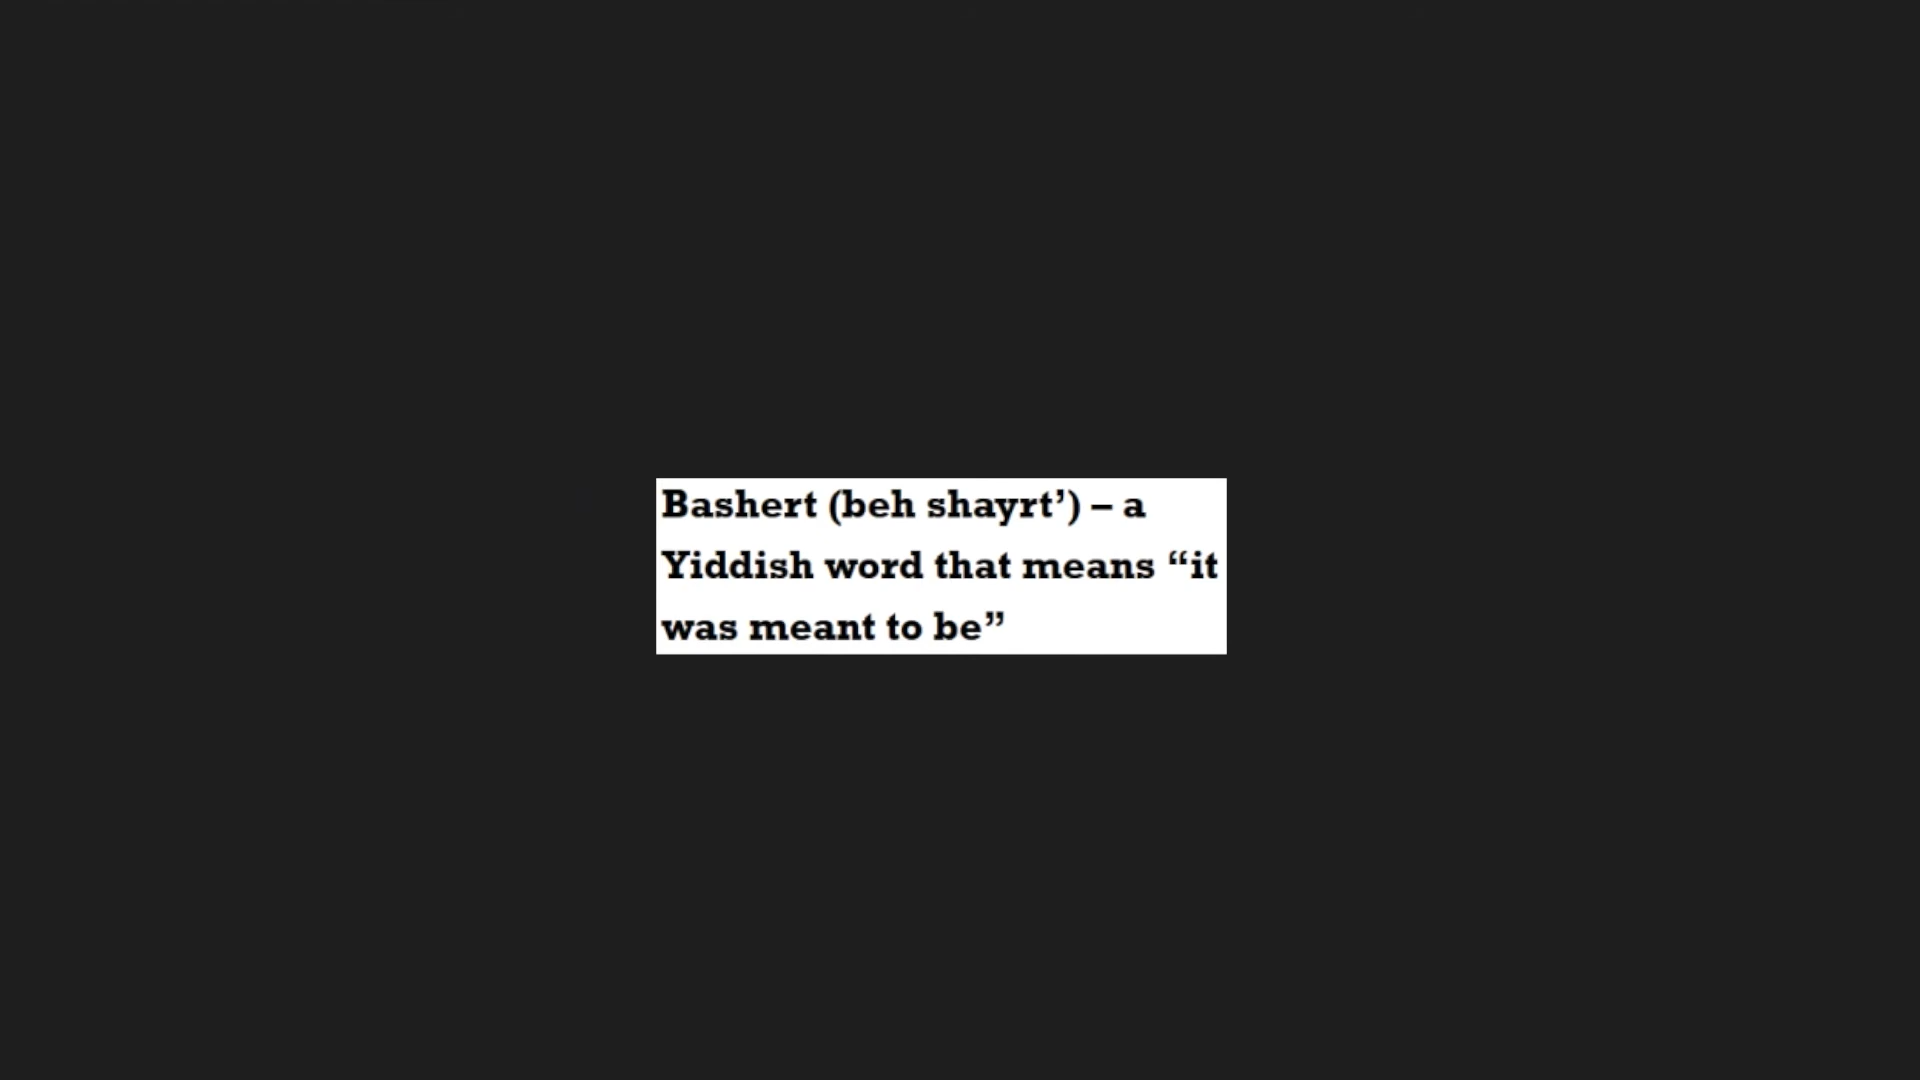 Bashert (beh shayrt’) – a
Yiddish word that means “it
was meant to be”